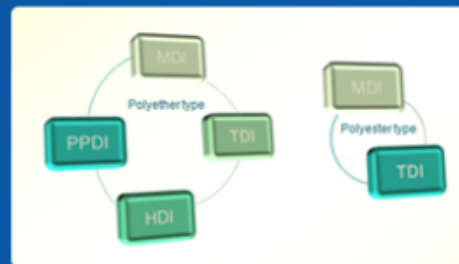 MDI
Polyether type
PPDI
TDI
HDI
MDI
Polyester type
TDI